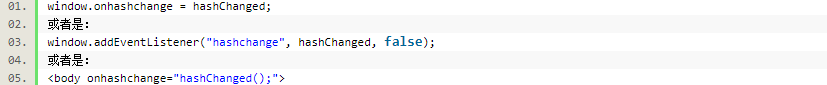 01. window.onhashchange = hashChanged;
02. 或者是：
03. window.addEventListener("hashchange", hashChanged, false);
04. 或者是：
05. <body onhashchange="hashChanged();">